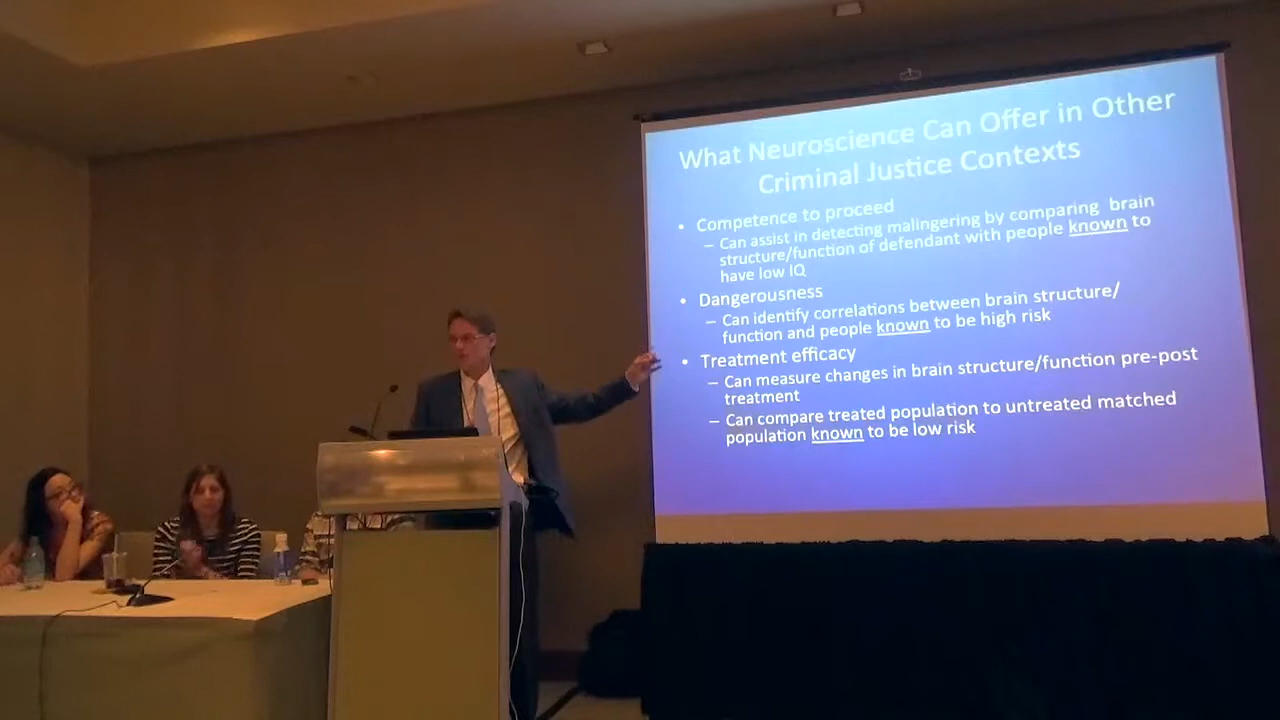 What Neuroscience Can Offer in Other
Criminal Justice Contexts
• Competence to proceed
– Can assist in detecting malingering by comparing brain
structure/function of defendant with people known to
have low IQ
• Dangerousness
– Can identify correlations between brain structure/
function and people known to be high risk
• Treatment efficacy
– Can measure changes in brain structure/function pre-post
treatment
– Can compare treated population to untreated matched
population known to be low risk